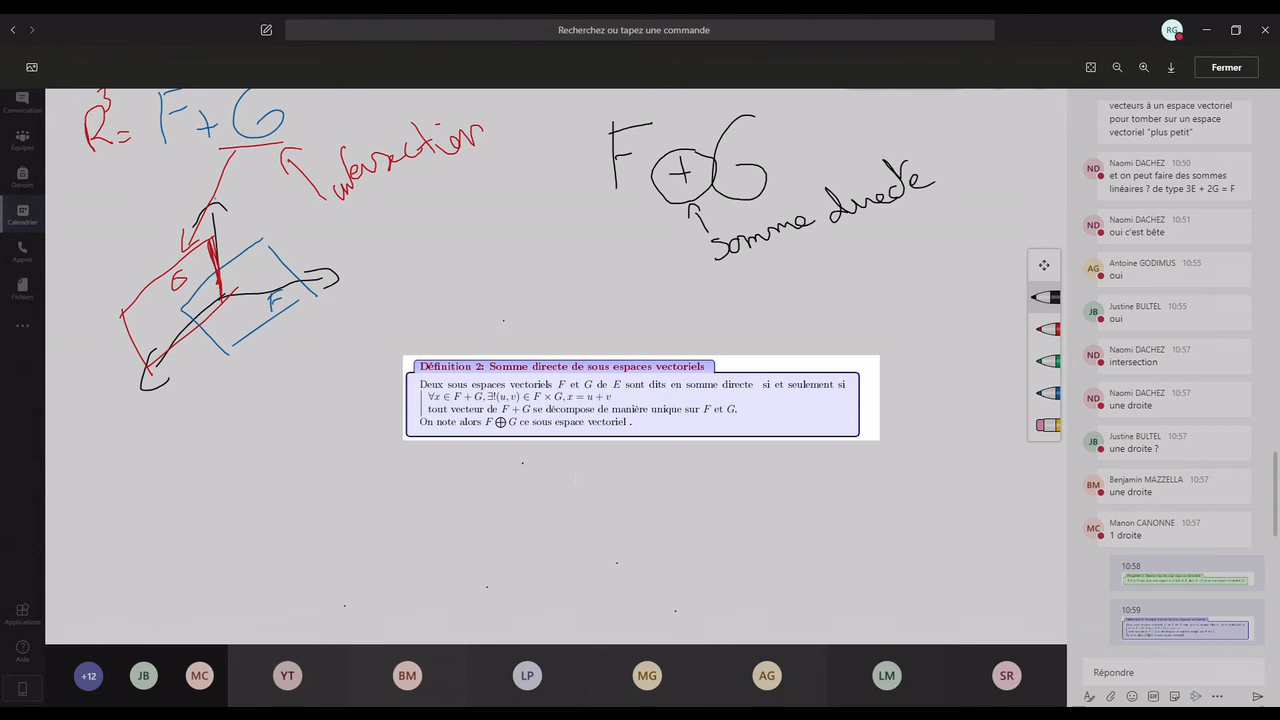 Recherchez ou tapez une commande
RG
Fermer
Conversation
Équipes
Devoirs
Calendrier
Appels
Fichiers
Applications
Aide
R³ = F + G
intersection
G
F
F ⊕ G
somme directe
Définition 2: Somme directe de sous espaces vectoriels
Deux sous espaces vectoriels F et G de E sont dits en somme directe si et seulement si
∀x ∈ F + G, ∃!(u, v) ∈ F × G, x = u + v
tout vecteur de F + G se décompose de manière unique sur F et G.
On note alors F ⨁ G ce sous espace vectoriel .
vecteurs à un espace vectoriel
pour tomber sur un espace
vectoriel "plus petit"
ND
Naomi DACHEZ 10:50
et on peut faire des sommes
linéaires ? de type 3E + 2G = F
ND
Naomi DACHEZ 10:51
oui c'est bête
AG
Antoine GODIMUS 10:55
oui
JB
Justine BULTEL 10:55
oui
ND
Naomi DACHEZ 10:57
intersection
ND
Naomi DACHEZ 10:57
une droite
JB
Justine BULTEL 10:57
une droite ?
BM
Benjamin MAZZELLA 10:57
une droite
MC
Manon CANONNE 10:57
1 droite
10:58
10:59
Répondre
GIF
+12
JB
MC
YT
BM
LP
MG
AG
LM
SR